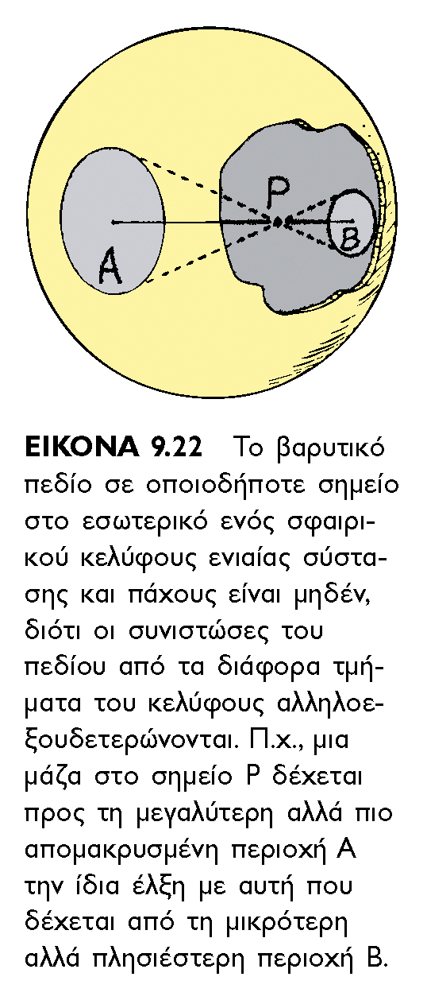 A
P
B
ΕΙΚΟΝΑ 9.22 Το βαρυτικό
πεδίο σε οποιοδήποτε σημείο
στο εσωτερικό ενός σφαιρι-
κού κελύφους ενιαίας σύστα-
σης και πάχους είναι μηδέν,
διότι οι συνιστώσες του
πεδίου από τα διάφορα τμή-
ματα του κελύφους αλληλοε-
ξουδετερώνονται. Π.χ., μια
μάζα στο σημείο P δέχεται
προς τη μεγαλύτερη αλλά πιο
απομακρυσμένη περιοχή Α
την ίδια έλξη με αυτή που
δέχεται από τη μικρότερη
αλλά πλησιέστερη περιοχή Β.